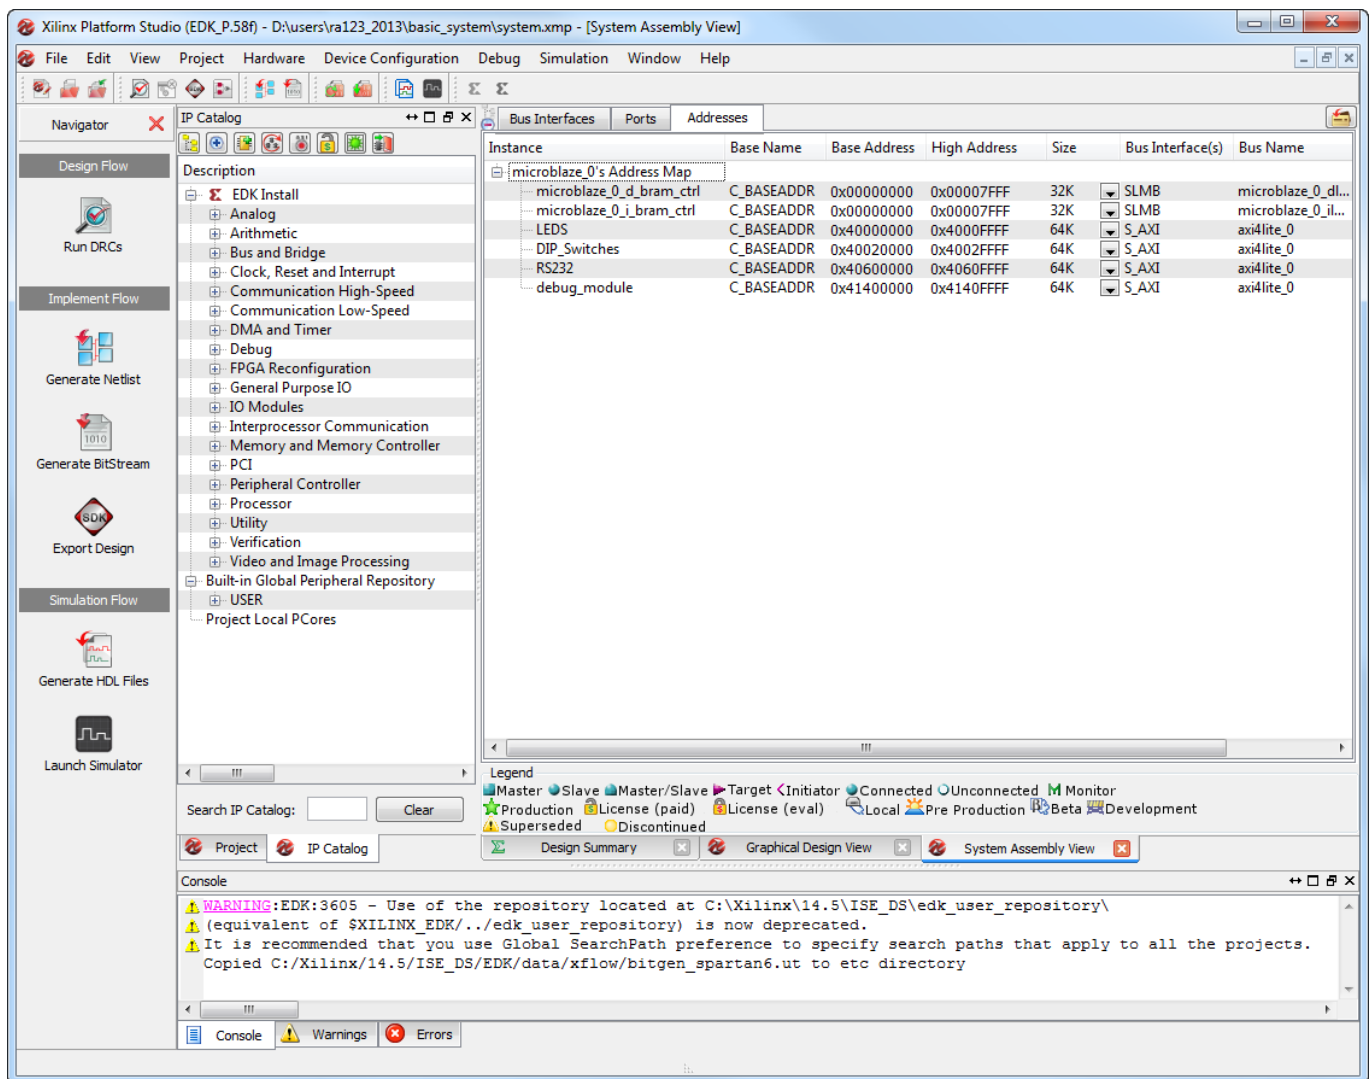 Xilinx Platform Studio (EDK_P.58f) - D:\users\ra123_2013\basic_system\system.xmp - [System Assembly View]
File Edit View Project Hardware Device Configuration Debug Simulation Window Help
Navigator
Design Flow
Run DRCs
Implement Flow
Generate Netlist
1010
Generate BitStream
SDK
Export Design
Simulation Flow
Generate HDL Files
Launch Simulator
IP Catalog
Description
EDK Install
Analog
Arithmetic
Bus and Bridge
Clock, Reset and Interrupt
Communication High-Speed
Communication Low-Speed
DMA and Timer
Debug
FPGA Reconfiguration
General Purpose IO
IO Modules
Interprocessor Communication
Memory and Memory Controller
PCI
Peripheral Controller
Processor
Utility
Verification
Video and Image Processing
Built-in Global Peripheral Repository
USER
Project Local PCores
Search IP Catalog: Clear
Project IP Catalog
Bus Interfaces Ports Addresses
Instance Base Name Base Address High Address Size Bus Interface(s) Bus Name
microblaze_0's Address Map
microblaze_0_d_bram_ctrl C_BASEADDR 0x00000000 0x00007FFF 32K SLMB microblaze_0_dl...
microblaze_0_i_bram_ctrl C_BASEADDR 0x00000000 0x00007FFF 32K SLMB microblaze_0_il...
LEDS C_BASEADDR 0x40000000 0x4000FFFF 64K S_AXI axi4lite_0
DIP_Switches C_BASEADDR 0x40020000 0x4002FFFF 64K S_AXI axi4lite_0
RS232 C_BASEADDR 0x40600000 0x4060FFFF 64K S_AXI axi4lite_0
debug_module C_BASEADDR 0x41400000 0x4140FFFF 64K S_AXI axi4lite_0
Legend
Master Slave Master/Slave Target Initiator Connected Unconnected M Monitor
Production License (paid) License (eval) Local Pre Production Beta Development
Superseded Discontinued
Design Summary Graphical Design View System Assembly View
Console
WARNING:EDK:3605 - Use of the repository located at C:\Xilinx\14.5\ISE_DS\edk_user_repository\
(equivalent of $XILINX_EDK/../edk_user_repository) is now deprecated.
It is recommended that you use Global SearchPath preference to specify search paths that apply to all the projects.
Copied C:/Xilinx/14.5/ISE_DS/EDK/data/xflow/bitgen_spartan6.ut to etc directory
Console Warnings Errors